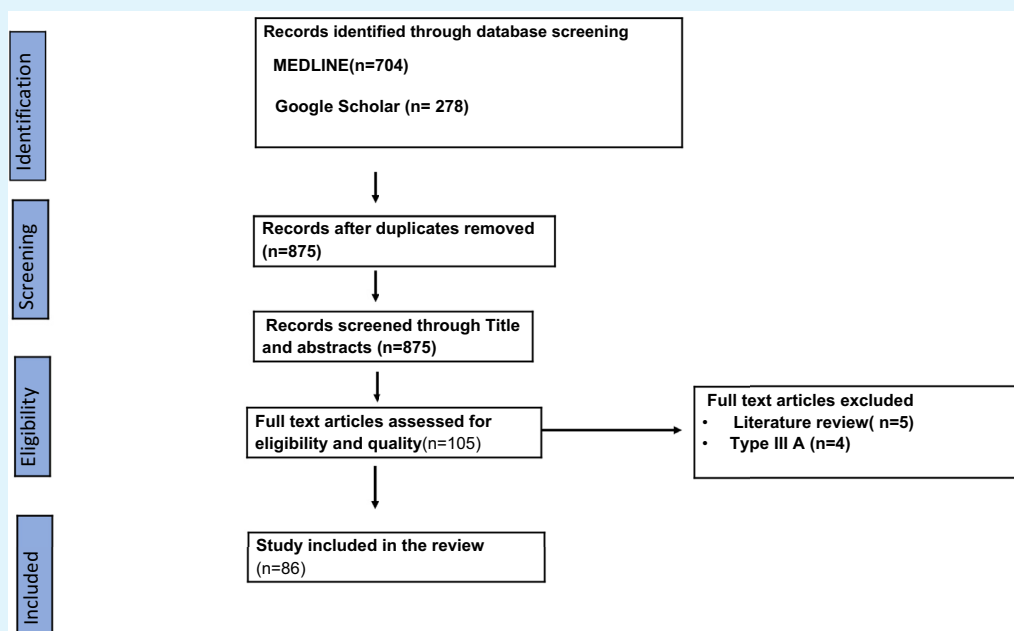 Identification
Records identified through database screening
MEDLINE(n=704)
Google Scholar (n= 278)
Screening
Records after duplicates removed
(n=875)
Records screened through Title
and abstracts (n=875)
Eligibility
Full text articles assessed for
eligibility and quality(n=105)
Full text articles excluded
• Literature review( n=5)
• Type III A (n=4)
Included
Study included in the review
(n=86)